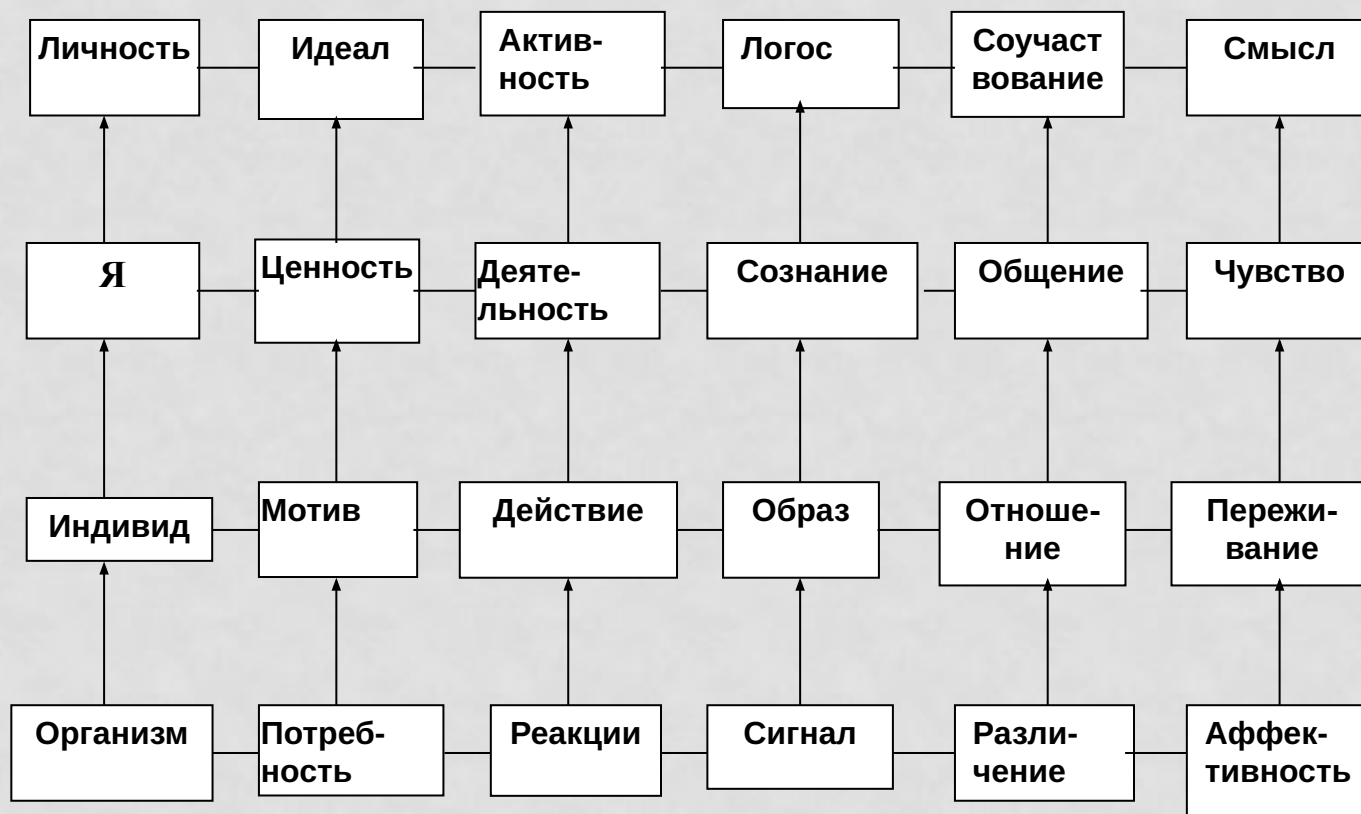 Личность
Идеал
Актив-
ность
Логос
Соучаст
вование
Смысл
Я
Ценность
Деяте-
льность
Сознание
Общение
Чувство
Индивид
Мотив
Действие
Образ
Отноше-
ние
Пережи-
вание
Организм
Потреб-
ность
Реакции
Сигнал
Разли-
чение
Аффек-
тивность